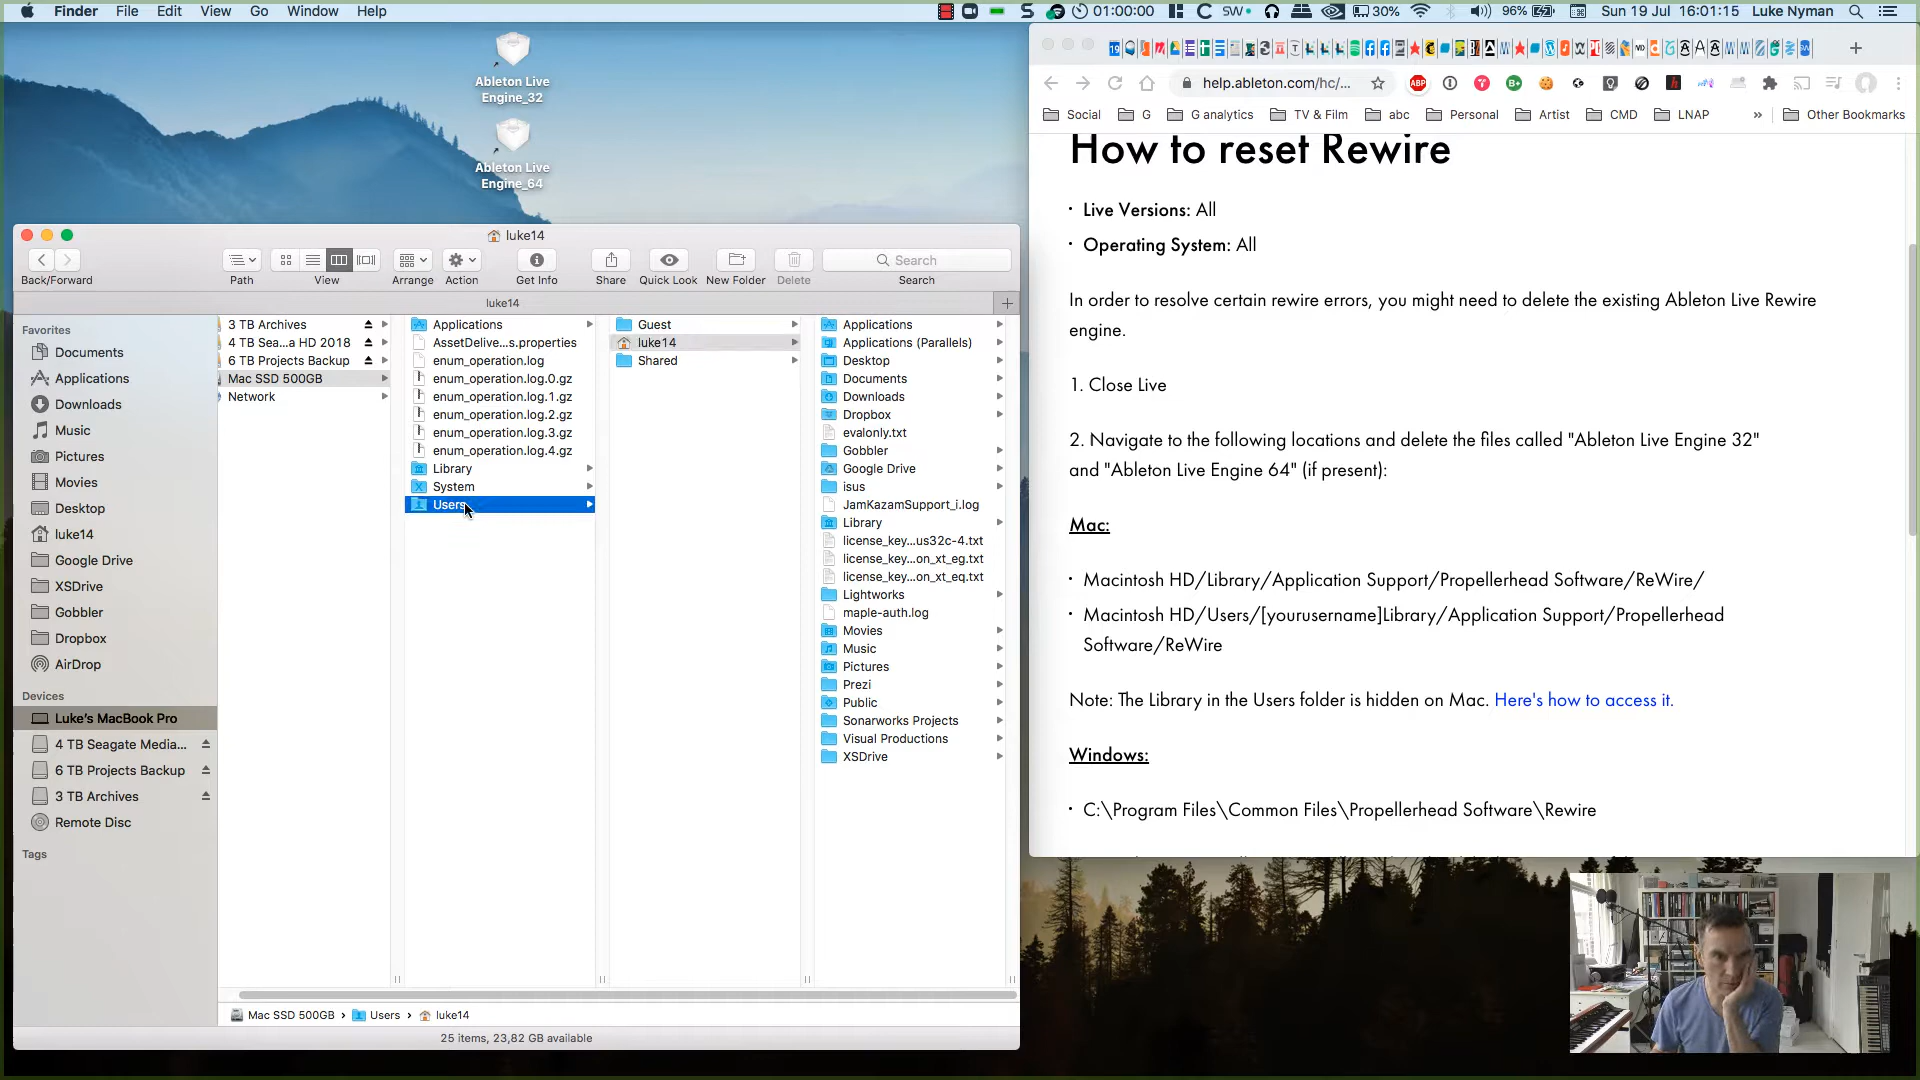 Finder File Edit View Go Window Help
01:00:00
SW
30%
96%
Sun 19 Jul 16:01:15
Luke Nyman
Ableton Live
Engine_32
Ableton Live
Engine_64
luke14
Back/Forward
Path
View
Arrange
Action
Get Info
Share
Quick Look
New Folder
Delete
Search
Search
luke14
Favorites
Documents
Applications
Downloads
Music
Pictures
Movies
Desktop
luke14
Google Drive
XSDrive
Gobbler
Dropbox
AirDrop
Devices
Luke's MacBook Pro
4 TB Seagate Media...
6 TB Projects Backup
3 TB Archives
Remote Disc
Tags
3 TB Archives
4 TB Sea...a HD 2018
6 TB Projects Backup
Mac SSD 500GB
Network
Applications
AssetDelive...s.properties
enum_operation.log
enum_operation.log.0.gz
enum_operation.log.1.gz
enum_operation.log.2.gz
enum_operation.log.3.gz
enum_operation.log.4.gz
Library
System
Users
Guest
luke14
Shared
Applications
Applications (Parallels)
Desktop
Documents
Downloads
Dropbox
evalonly.txt
Gobbler
Google Drive
isus
JamKazamSupport_i.log
Library
license_key...us32c-4.txt
license_key...on_xt_eg.txt
license_key...on_xt_eq.txt
Lightworks
maple-auth.log
Movies
Music
Pictures
Prezi
Public
Sonarworks Projects
Visual Productions
XSDrive
Mac SSD 500GB › Users › luke14
25 items, 23,82 GB available
help.ableton.com/hc/...
ABP
Social
G
G analytics
TV & Film
abc
Personal
Artist
CMD
LNAP
»
Other Bookmarks
How to reset Rewire
• Live Versions: All
• Operating System: All
In order to resolve certain rewire errors, you might need to delete the existing Ableton Live Rewire
engine.
1. Close Live
2. Navigate to the following locations and delete the files called "Ableton Live Engine 32"
and "Ableton Live Engine 64" (if present):
Mac:
• Macintosh HD/Library/Application Support/Propellerhead Software/ReWire/
• Macintosh HD/Users/[yourusername]Library/Application Support/Propellerhead
Software/ReWire
Note: The Library in the Users folder is hidden on Mac. Here's how to access it.
Windows:
• C:\Program Files\Common Files\Propellerhead Software\Rewire